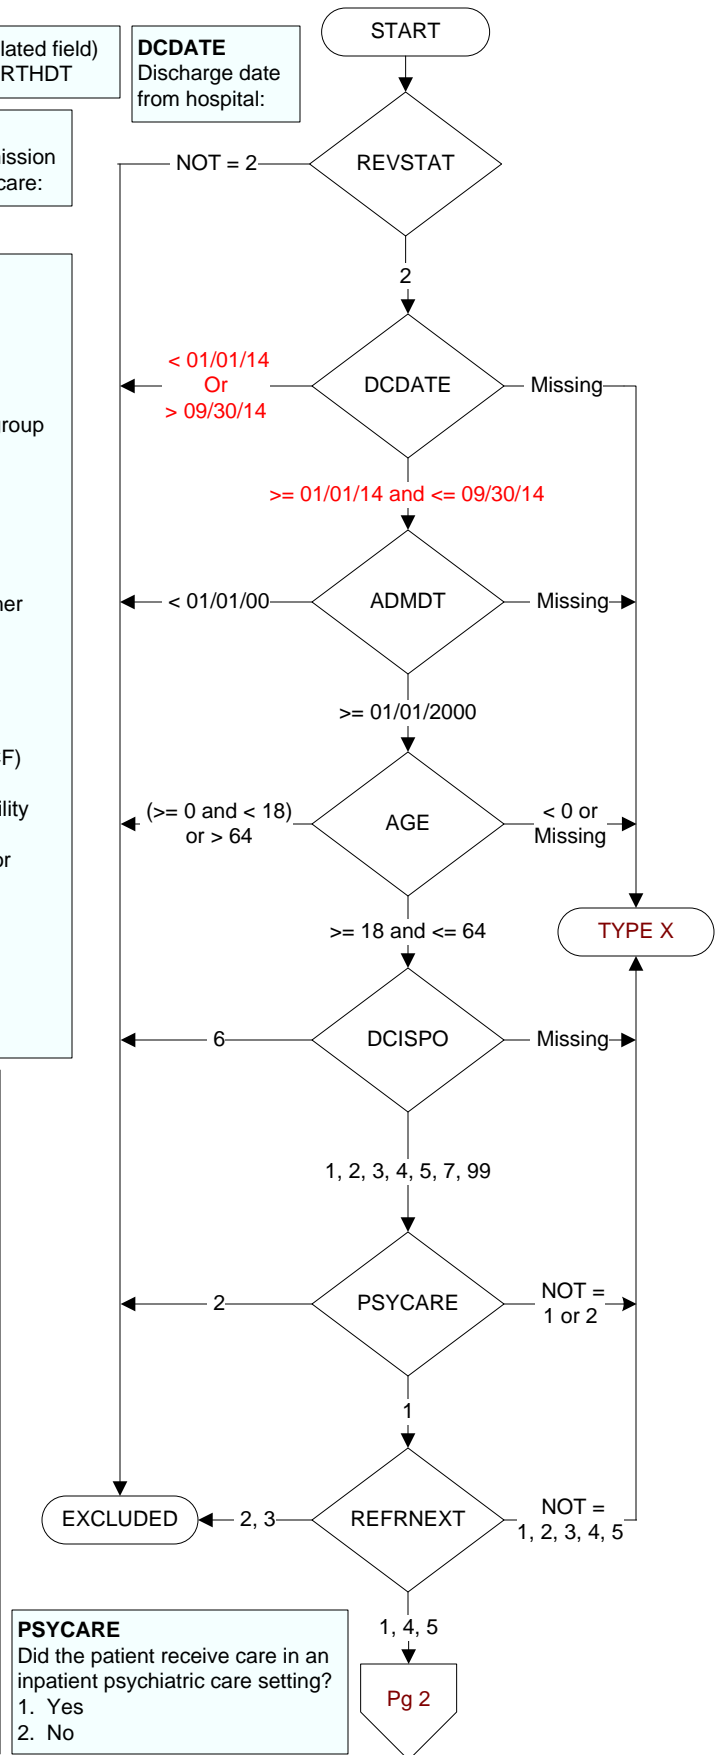 lated field)
RTHDT
DCDATE
Discharge date
from hospital:
ission
care:
roup
ner
F)
ility
or
START
REVSTAT
NOT = 2
2
DCDATE
< 01/01/14
Or
> 09/30/14
Missing
>= 01/01/14 and <= 09/30/14
ADMDT
< 01/01/00
Missing
>= 01/01/2000
AGE
(>= 0 and < 18)
or > 64
< 0 or
Missing
>= 18 and <= 64
TYPE X
DCISPO
6
Missing
1, 2, 3, 4, 5, 7, 99
PSYCARE
2
NOT =
1 or 2
1
REFRNEXT
EXCLUDED
2, 3
NOT =
1, 2, 3, 4, 5
1, 4, 5
Pg 2
PSYCARE
Did the patient receive care in an
inpatient psychiatric care setting?
1. Yes
2. No